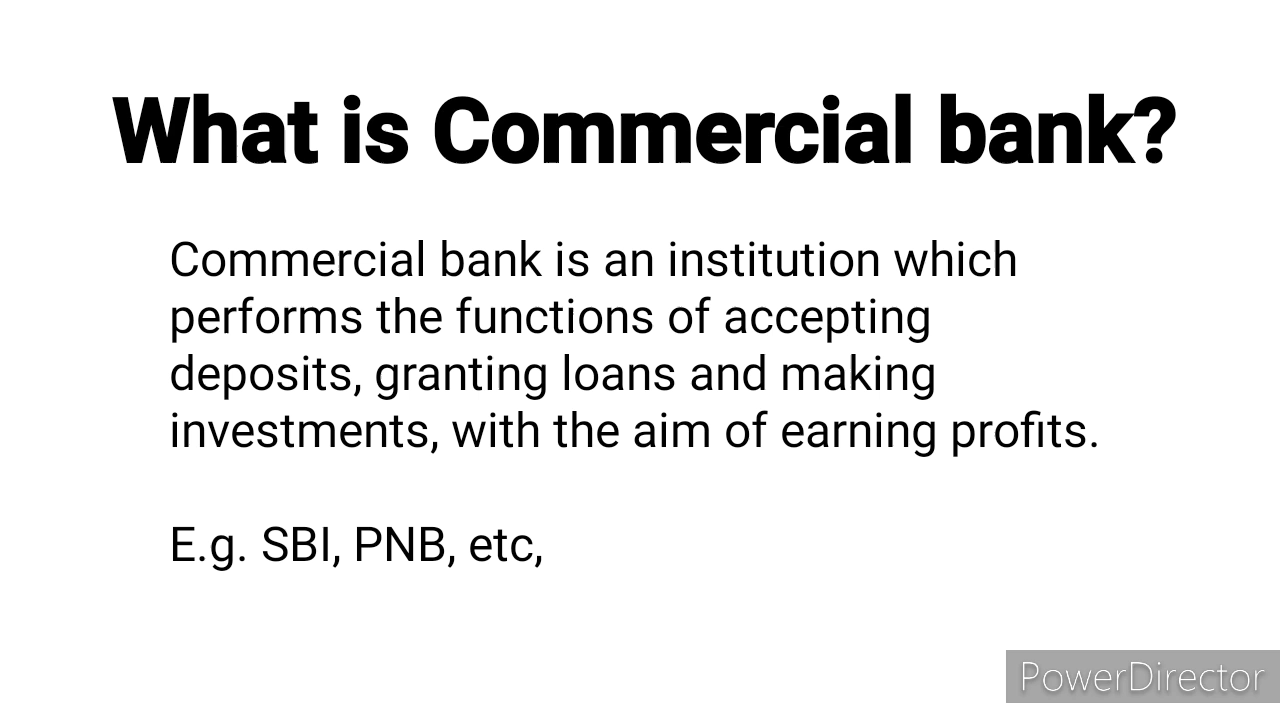 What is Commercial bank?
Commercial bank is an institution which
performs the functions of accepting
deposits, granting loans and making
investments, with the aim of earning profits.
E.g. SBI, PNB, etc,
PowerDirector